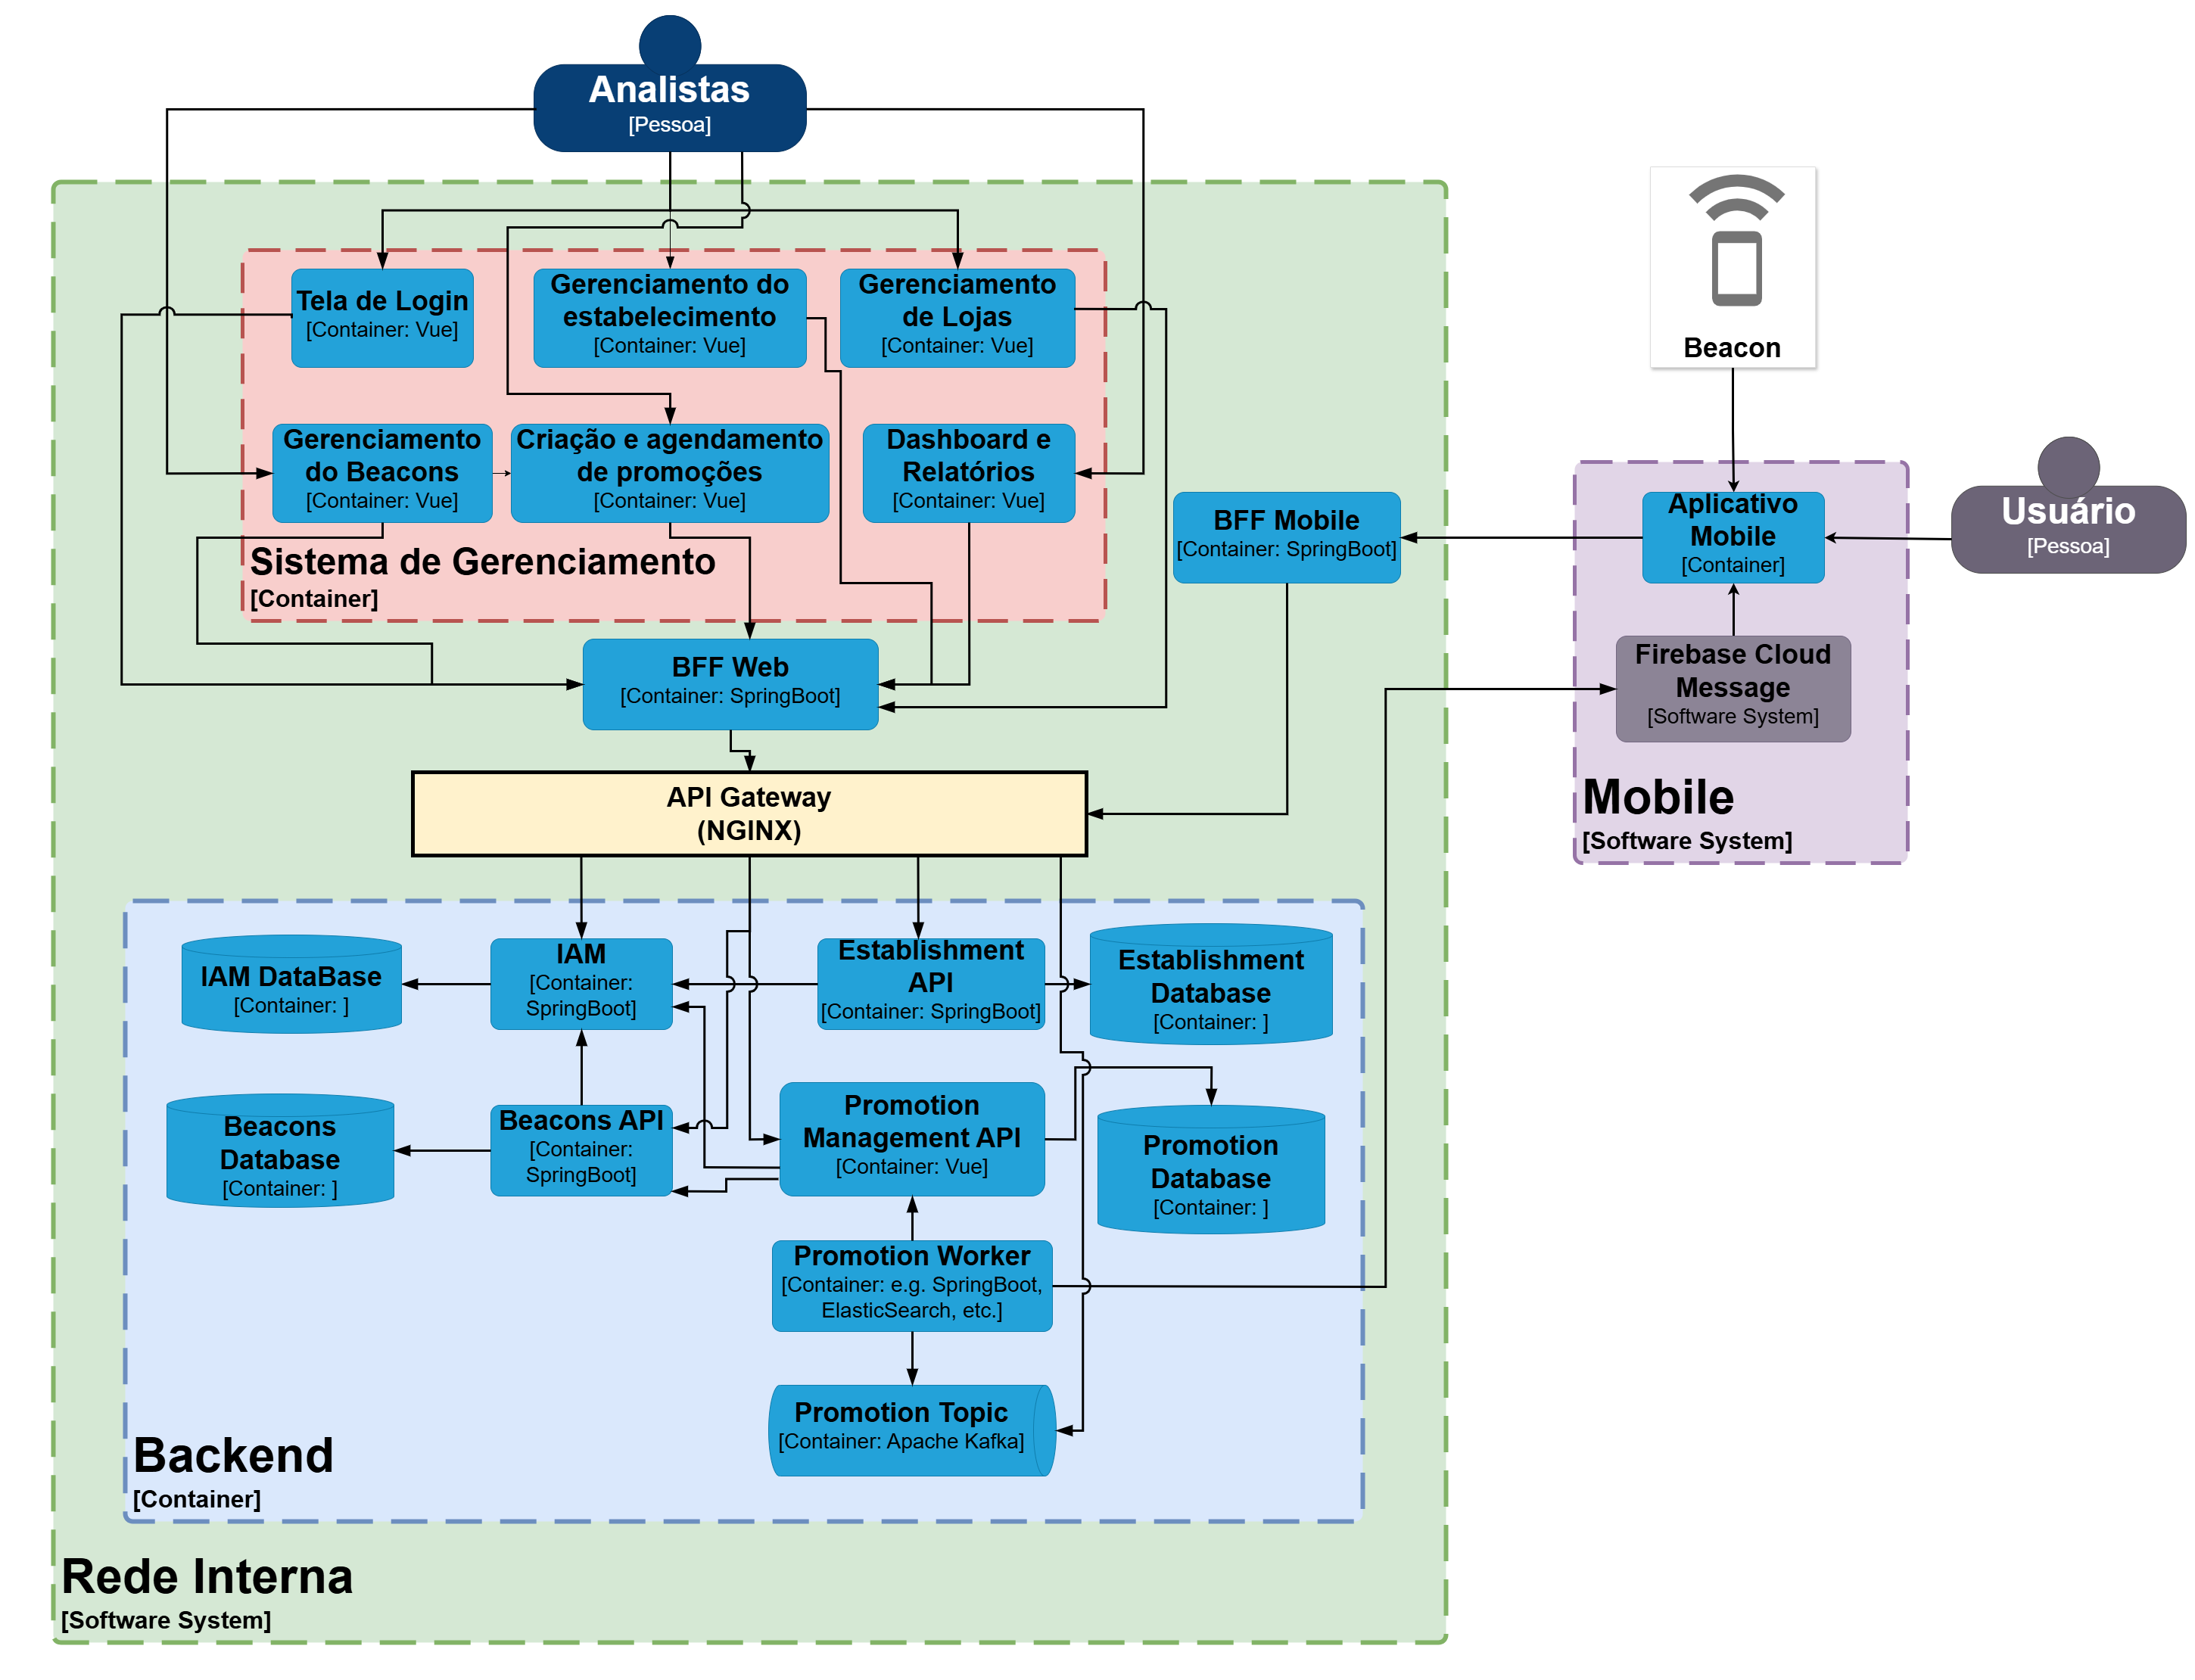 Analistas
[Pessoa]
Tela de Login
[Container: Vue]
Gerenciamento do
estabelecimento
[Container: Vue]
Gerenciamento
de Lojas
[Container: Vue]
Beacon
Gerenciamento
do Beacons
[Container: Vue]
Criação e agendamento
de promoções
[Container: Vue]
Dashboard e
Relatórios
[Container: Vue]
Sistema de Gerenciamento
[Container]
BFF Mobile
[Container: SpringBoot]
Aplicativo
Mobile
[Container]
Usuário
[Pessoa]
Firebase Cloud
Message
[Software System]
Mobile
[Software System]
BFF Web
[Container: SpringBoot]
API Gateway
(NGINX)
IAM DataBase
[Container: ]
IAM
[Container:
SpringBoot]
Establishment
API
[Container: SpringBoot]
Establishment
Database
[Container: ]
Beacons
Database
[Container: ]
Beacons API
[Container:
SpringBoot]
Promotion
Management API
[Container: Vue]
Promotion
Database
[Container: ]
Promotion Worker
[Container: e.g. SpringBoot,
ElasticSearch, etc.]
Promotion Topic
[Container: Apache Kafka]
Backend
[Container]
Rede Interna
[Software System]